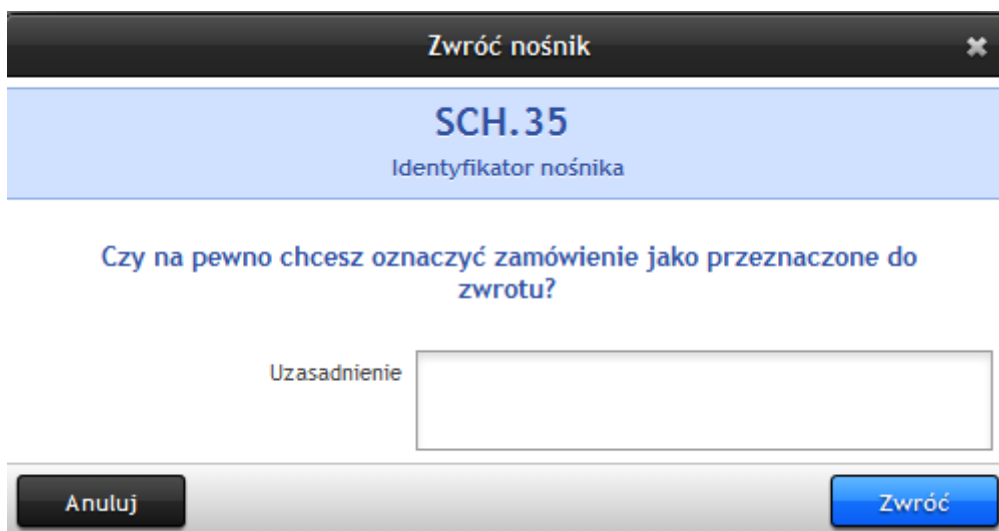 Zwróć nośnik
SCH.35
Identyfikator nośnika
Czy na pewno chcesz oznaczyć zamówienie jako przeznaczone do
zwrotu?
Uzasadnienie
Anuluj
Zwróć